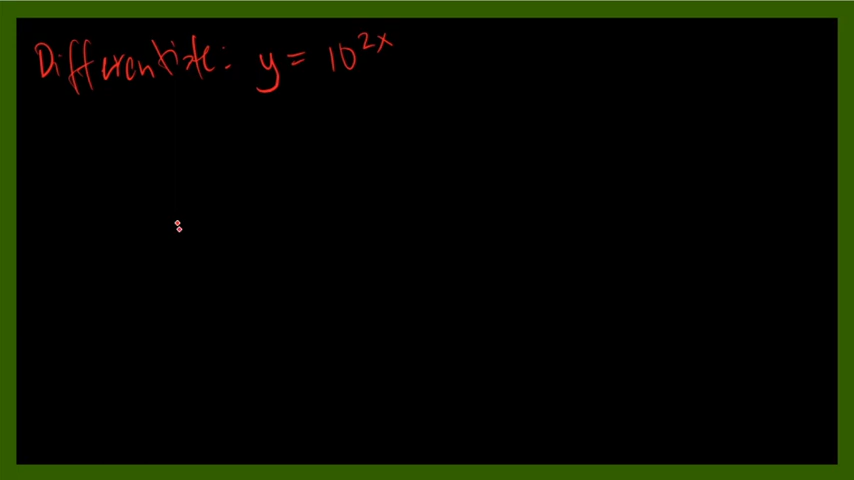 Differentiate: y = 10^{2x}